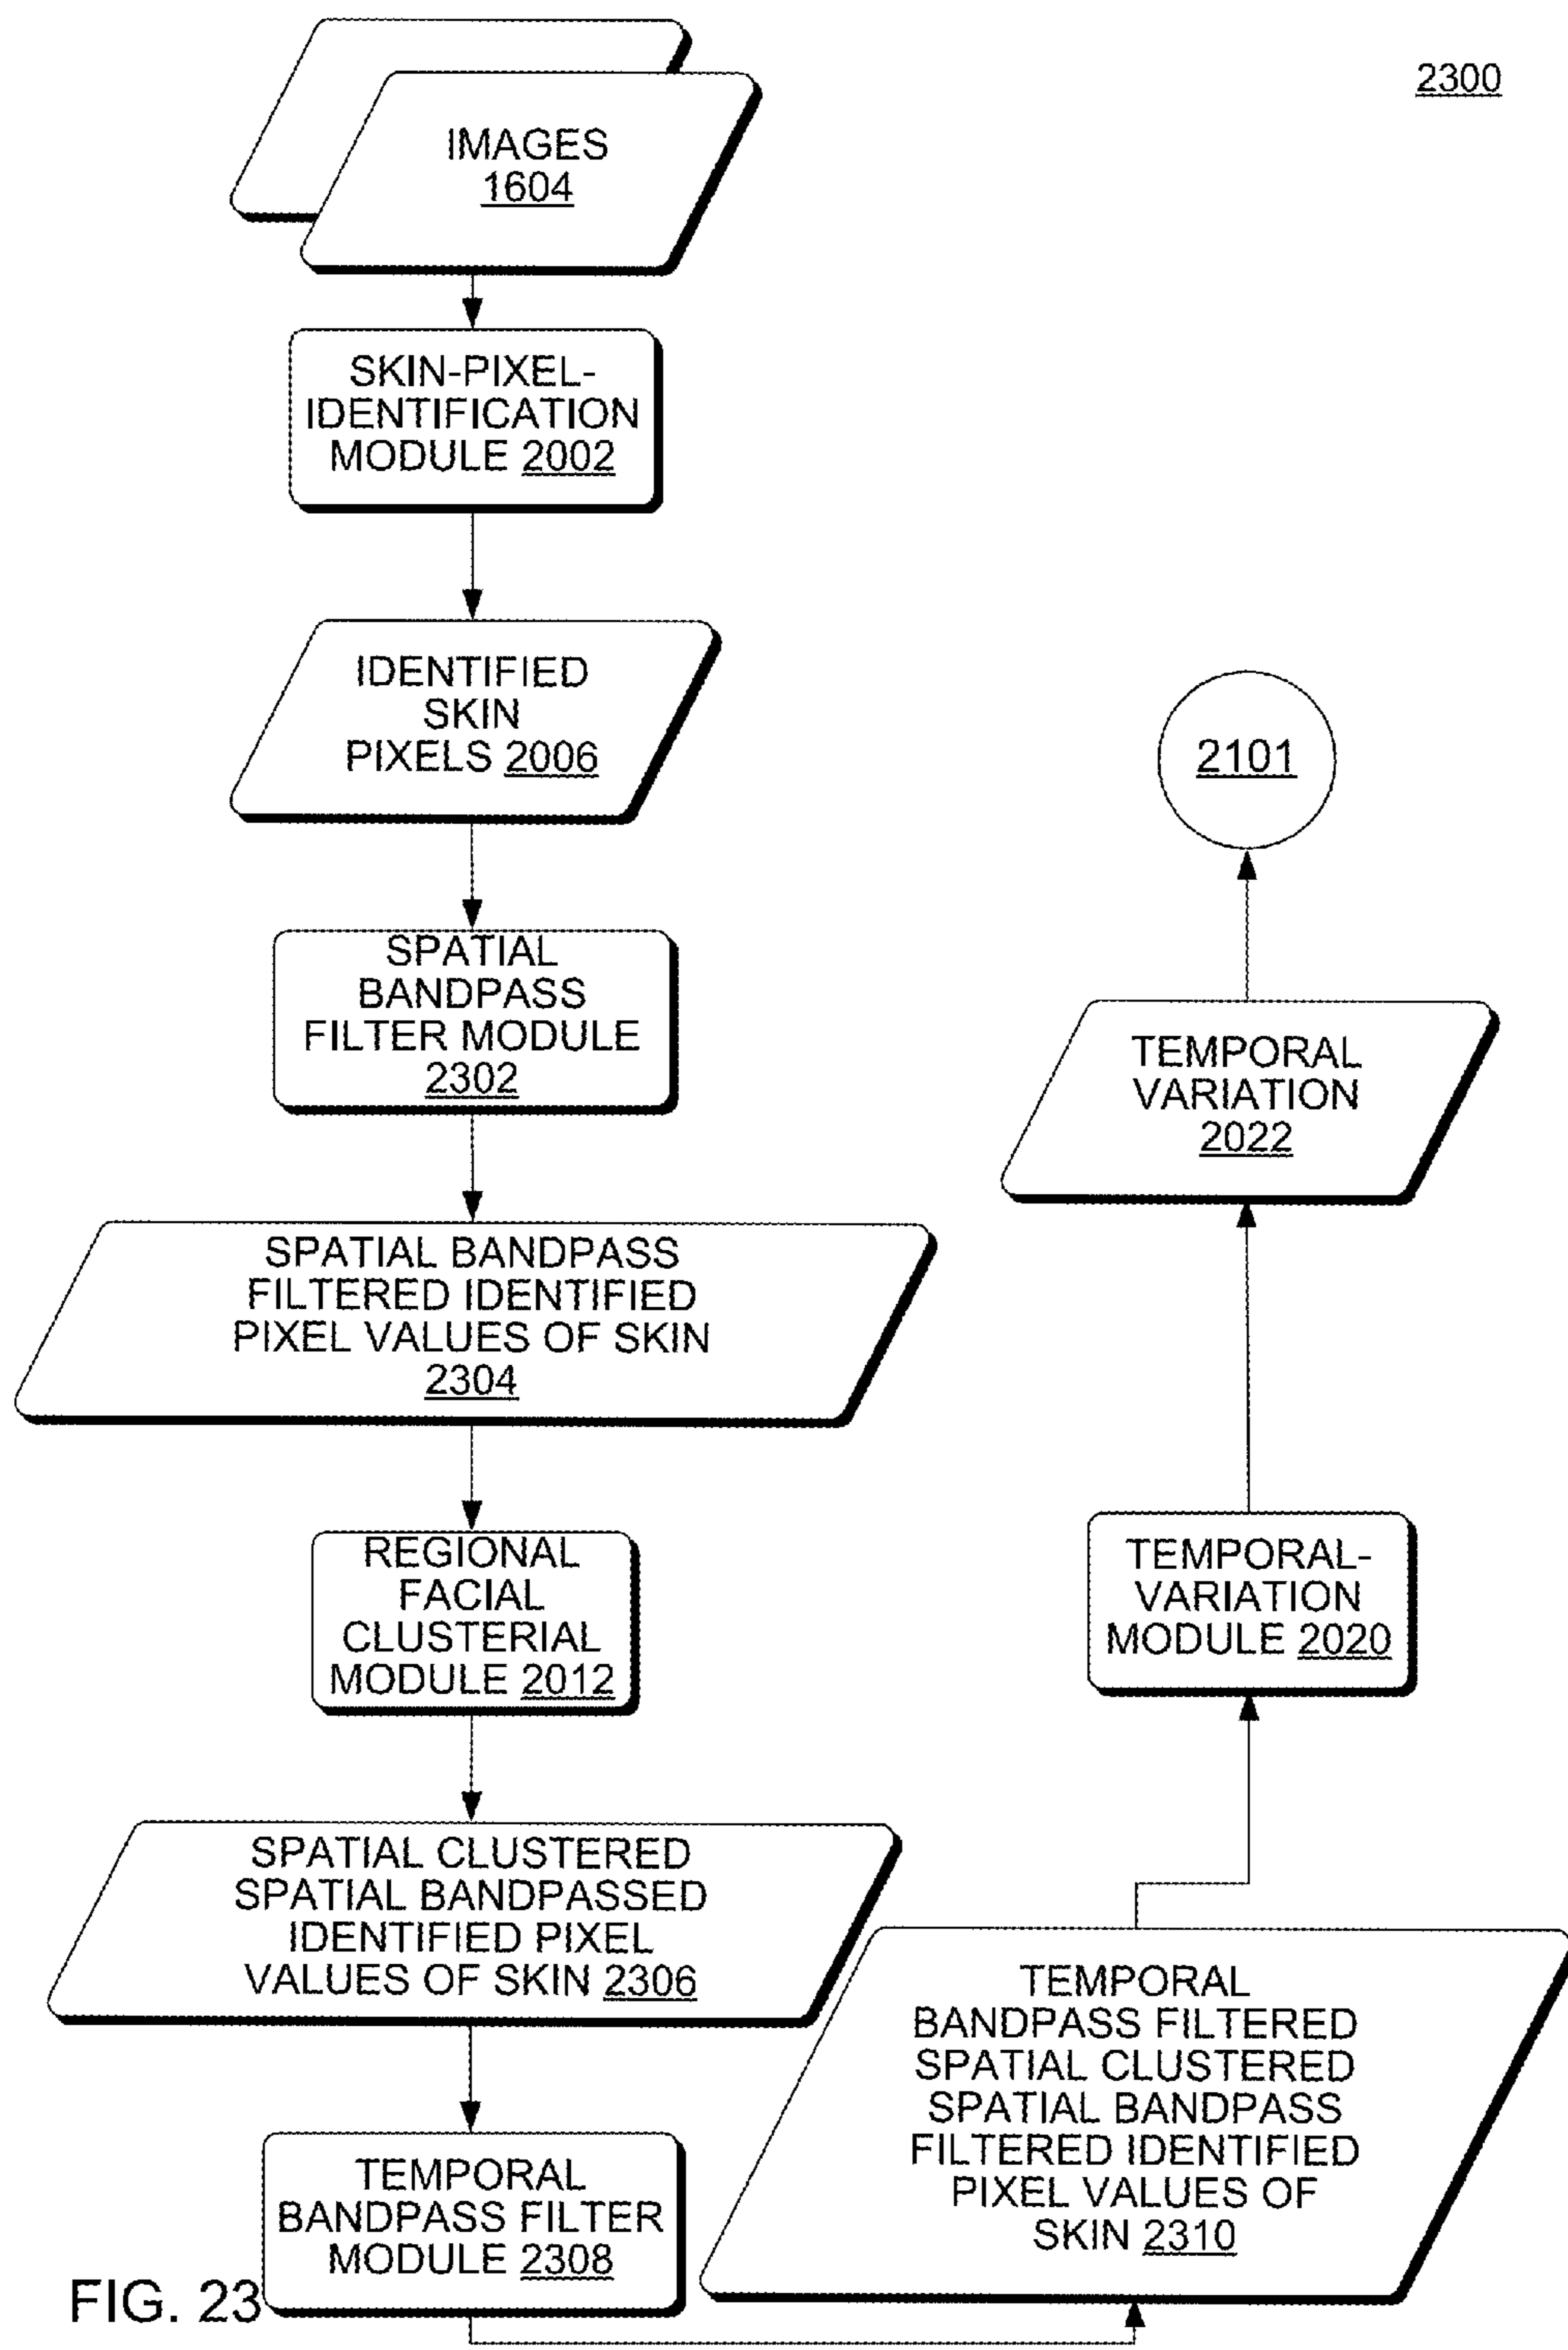 2300
IMAGES
1604
SKIN-PIXEL-
IDENTIFICATION
MODULE 2002
IDENTIFIED
SKIN
PIXELS 2006
SPATIAL
BANDPASS
FILTER MODULE
2302
SPATIAL BANDPASS
FILTERED IDENTIFIED
PIXEL VALUES OF SKIN
2304
REGIONAL
FACIAL
CLUSTERIAL
MODULE 2012
SPATIAL CLUSTERED
SPATIAL BANDPASSED
IDENTIFIED PIXEL
VALUES OF SKIN 2306
TEMPORAL
BANDPASS FILTER
MODULE 2308
TEMPORAL
BANDPASS FILTERED
SPATIAL CLUSTERED
SPATIAL BANDPASS
FILTERED IDENTIFIED
PIXEL VALUES OF
SKIN 2310
TEMPORAL-
VARIATION
MODULE 2020
TEMPORAL
VARIATION
2022
2101
FIG. 23